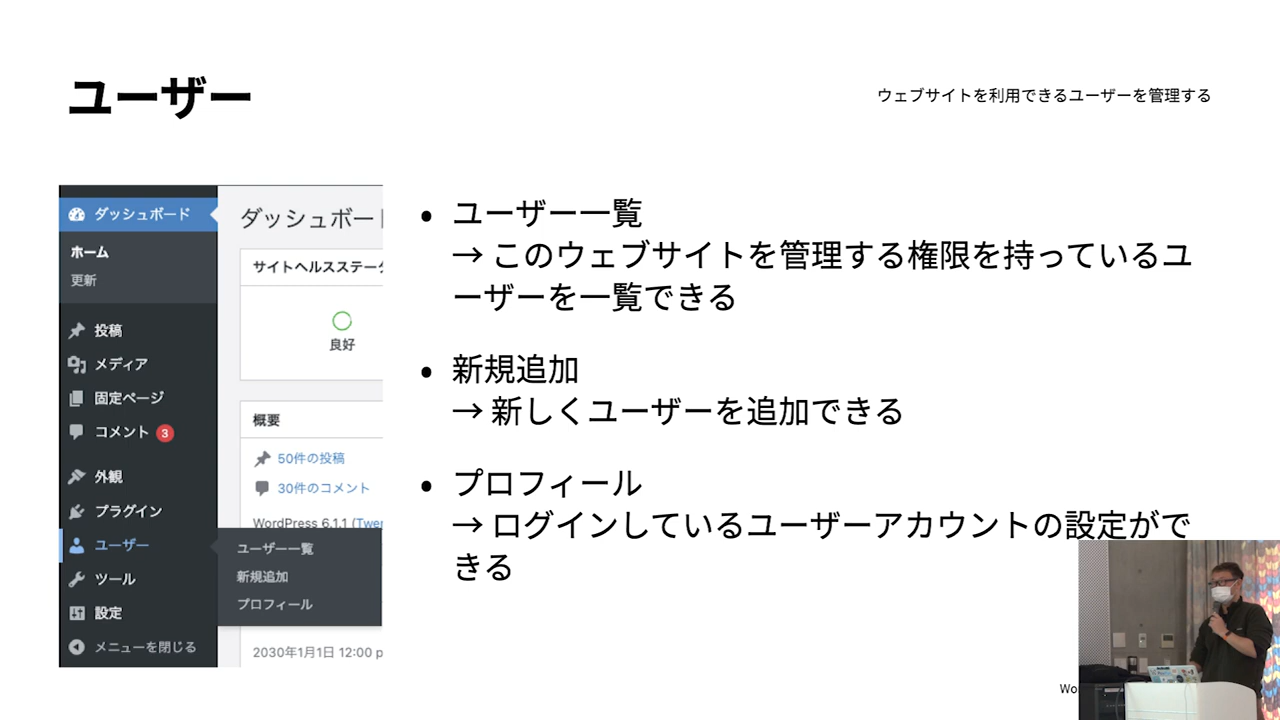 ユーザー
ウェブサイトを利用できるユーザーを管理する
ダッシュボード
ホーム
更新
投稿
メディア
固定ページ
コメント 3
外観
プラグイン
ユーザー
ツール
設定
メニューを閉じる
ダッシュボー
サイトヘルスステー
良好
概要
50件の投稿
30件のコメント
WordPress 6.1.1 (Twe
ユーザー一覧
新規追加
プロフィール
2030年1月1日 12:00 p
• ユーザー一覧
→ このウェブサイトを管理する権限を持っているユ
ーザーを一覧できる
• 新規追加
→ 新しくユーザーを追加できる
• プロフィール
→ ログインしているユーザーアカウントの設定がで
きる